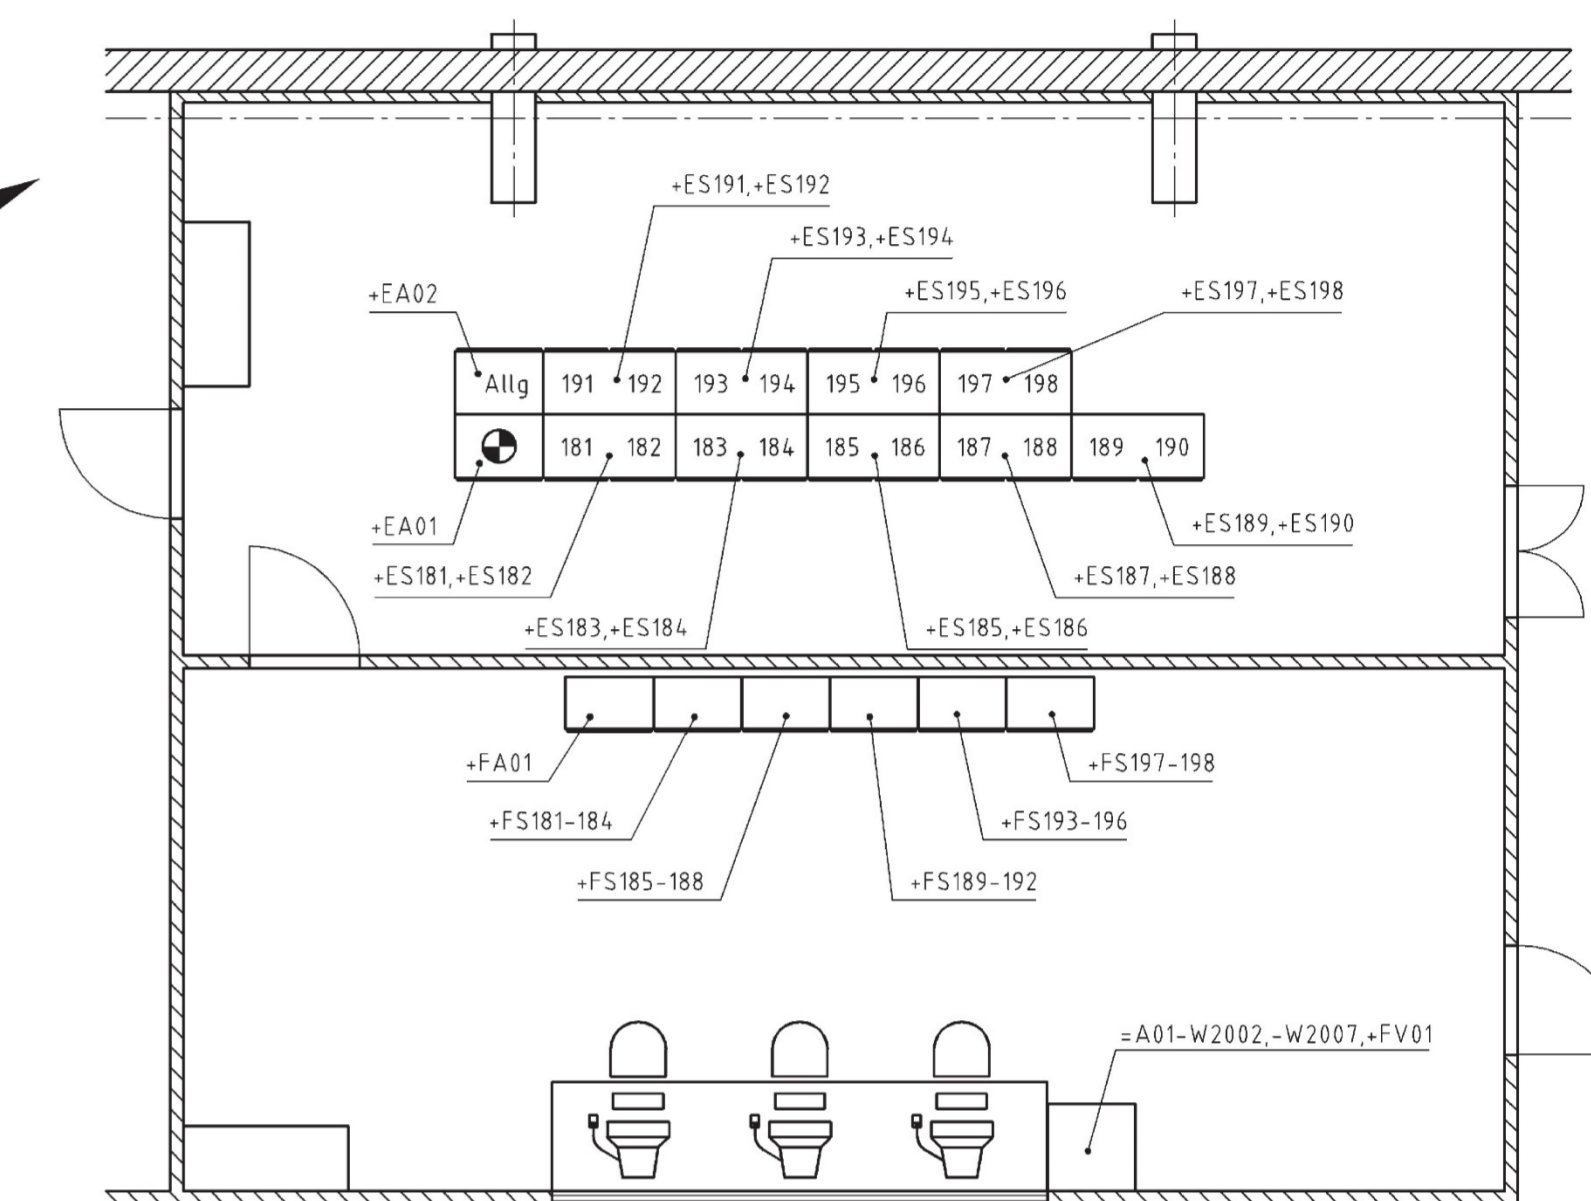 +ES191,+ES192
+ES193,+ES194
+EA02
+ES195,+ES196
+ES197,+ES198
Allg 191 192 193 194 195 196 197 198
181 182 183 184 185 186 187 188 189 190
+EA01
+ES189,+ES190
+ES181,+ES182
+ES187,+ES188
+ES183,+ES184
+ES185,+ES186
+FA01
+FS197-198
+FS181-184
+FS193-196
+FS185-188
+FS189-192
=A01-W2002,-W2007,+FV01